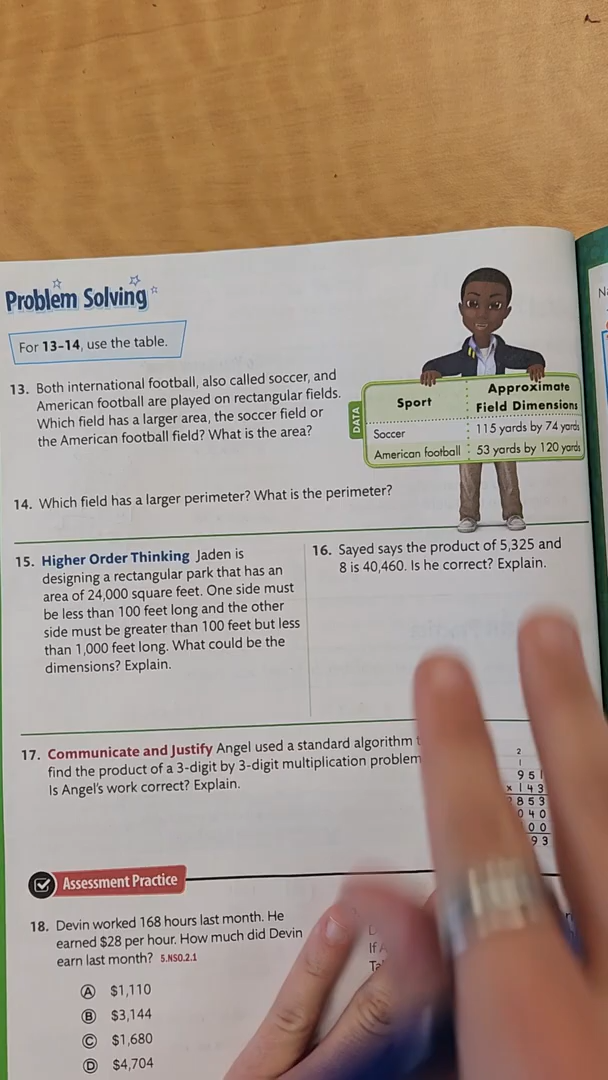 Problem Solving
For 13-14, use the table.
13. Both international football, also called soccer, and
American football are played on rectangular fields.
Which field has a larger area, the soccer field or
the American football field? What is the area?
DATA
Sport
Approximate
Field Dimensions
Soccer
115 yards by 74 yards
American football
53 yards by 120 yards
14. Which field has a larger perimeter? What is the perimeter?
15. Higher Order Thinking Jaden is
designing a rectangular park that has an
area of 24,000 square feet. One side must
be less than 100 feet long and the other
side must be greater than 100 feet but less
than 1,000 feet long. What could be the
dimensions? Explain.
16. Sayed says the product of 5,325 and
8 is 40,460. Is he correct? Explain.
17. Communicate and Justify Angel used a standard algorithm
find the product of a 3-digit by 3-digit multiplication problem
Is Angel's work correct? Explain.
2
1
951
x 143
853
040
00
93
Assessment Practice
18. Devin worked 168 hours last month. He
earned $28 per hour. How much did Devin
earn last month? 5.NSO.2.1
A $1,110
B $3,144
C $1,680
D $4,704
If